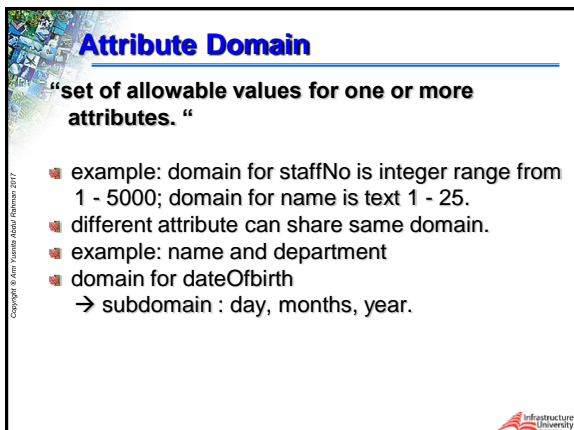 Attribute Domain
“set of allowable values for one or more
attributes. “
example: domain for staffNo is integer range from
1 - 5000; domain for name is text 1 - 25.
different attribute can share same domain.
example: name and department
domain for dateOfbirth
→ subdomain : day, months, year.
Copyright © Ami Yusnita Abdul Rahman 2017
Infrastructure
University